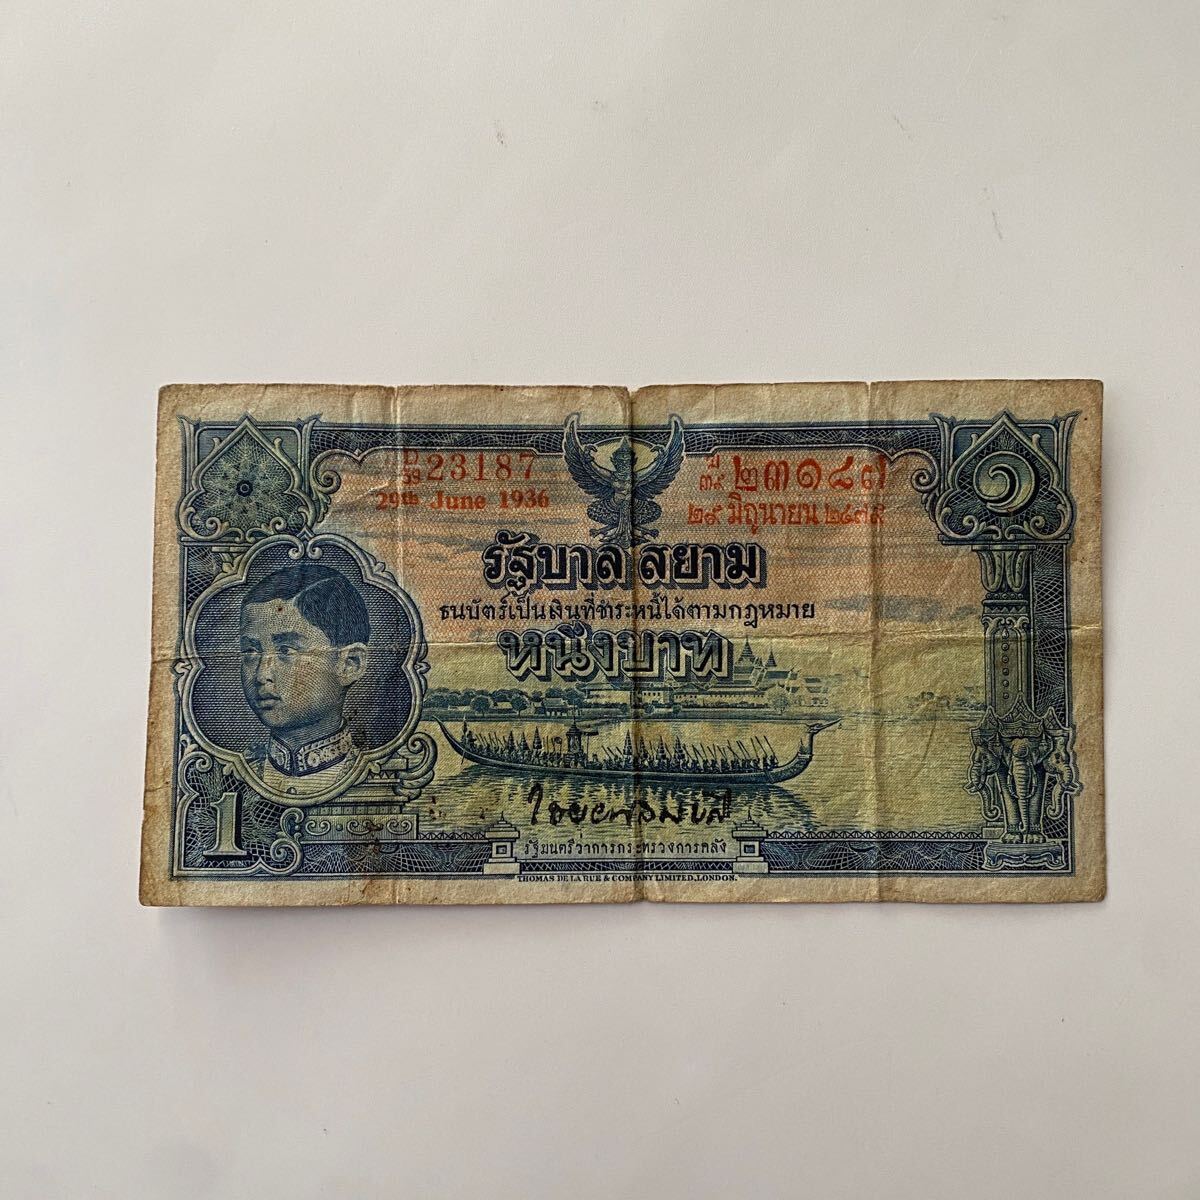 23187
29th June 1936
๒๓๑๘๗
๒๙ มิถุนายน ๒๔๗๙
๑
รัฐบาล สยาม
ธนบัตร์เป็นเงินที่ชำระหนี้ได้ตามกฎหมาย
หนึ่งบาท
1
รัฐมนตรีว่าการกระทรวงการคลัง
THOMAS DE LA RUE & COMPANY LIMITED, LONDON.